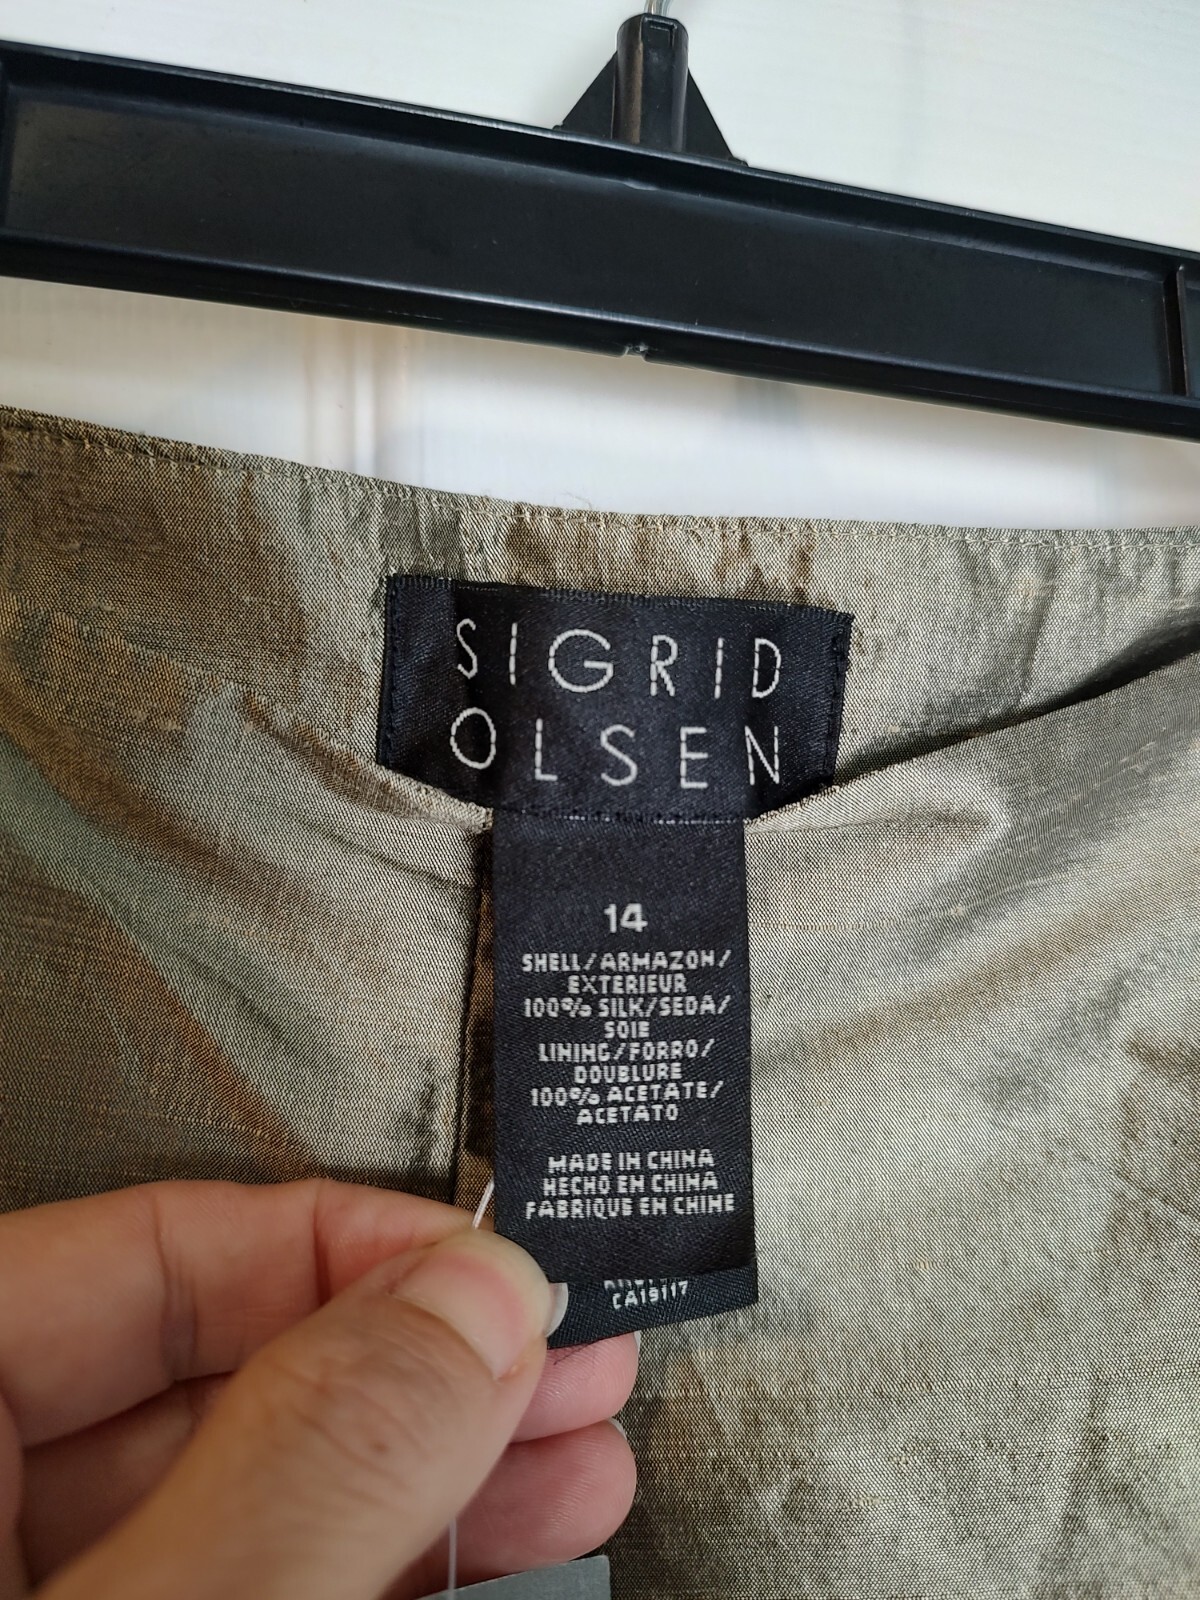 SIGRID
OLSEN
14
SHELL/ARMAZON/
EXTERIEUR
100% SILK/SEDA/
SOIE
LINING/FORRO/
DOUBLURE
100% ACETATE/
ACETATO
MADE IN CHINA
HECHO EN CHINA
FABRIQUE EN CHINE
CA19117